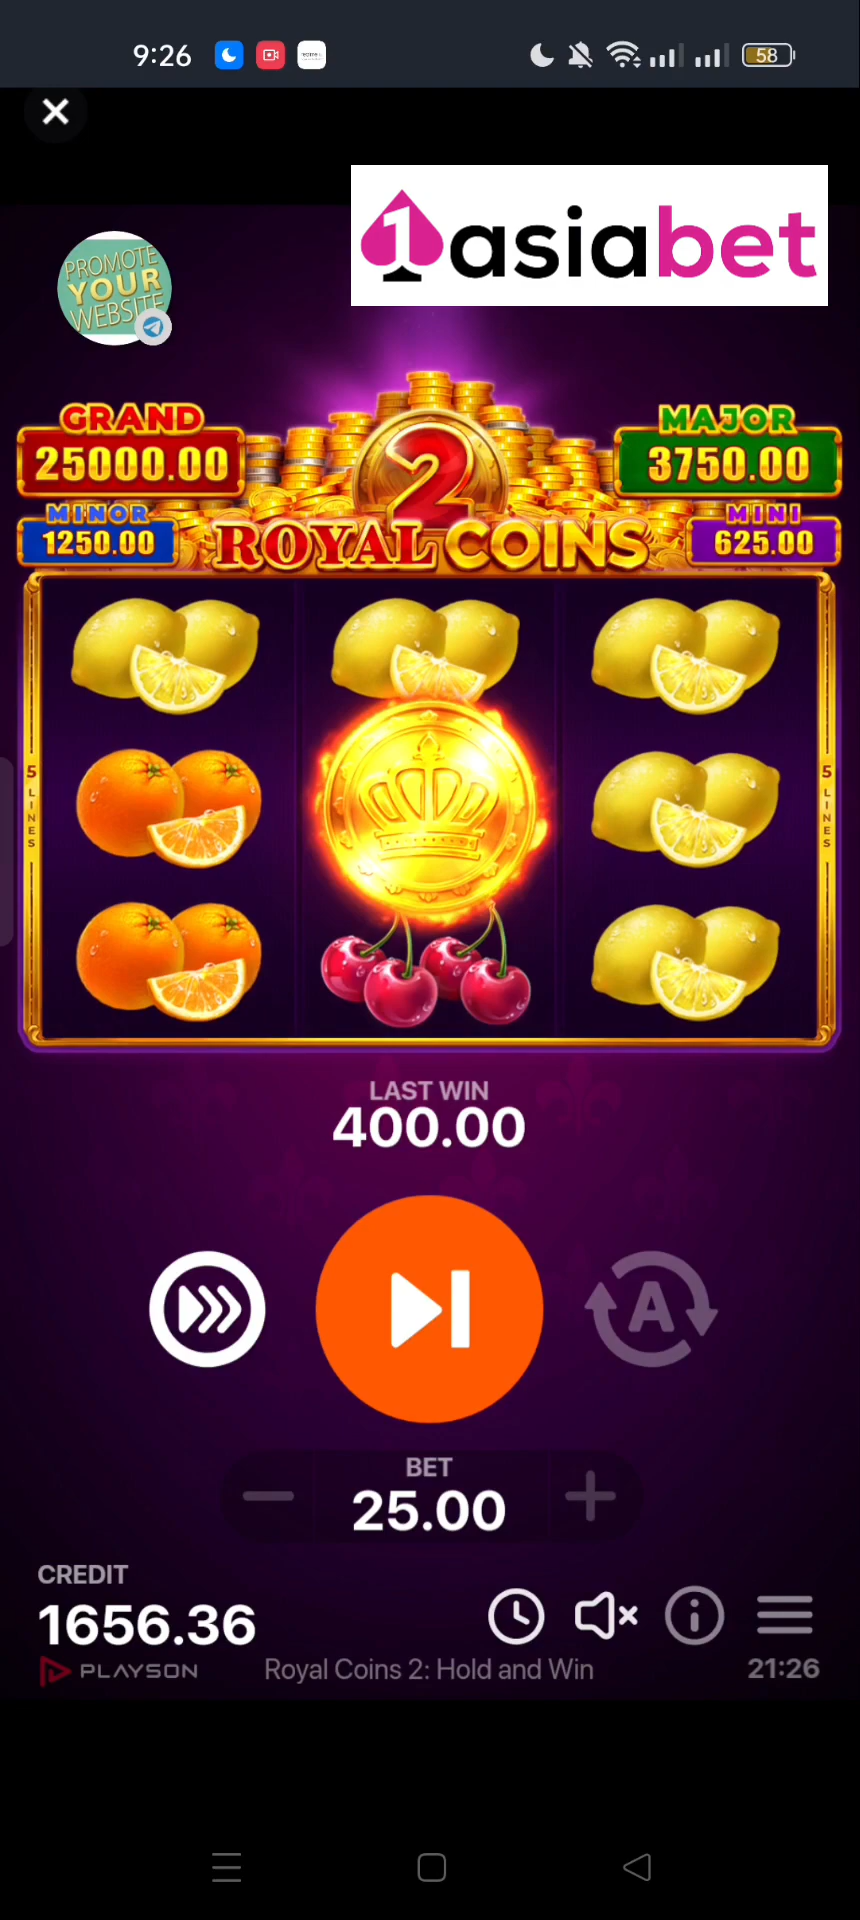 9:26
58
1asiabet
PROMOTE
YOUR
WEBSITE
GRAND
25000.00
MAJOR
3750.00
MINOR
1250.00
MINI
625.00
2
ROYAL COINS
5
LINES
5
LINES
LAST WIN
400.00
A
BET
25.00
CREDIT
1656.36
PLAYSON
Royal Coins 2: Hold and Win
21:26